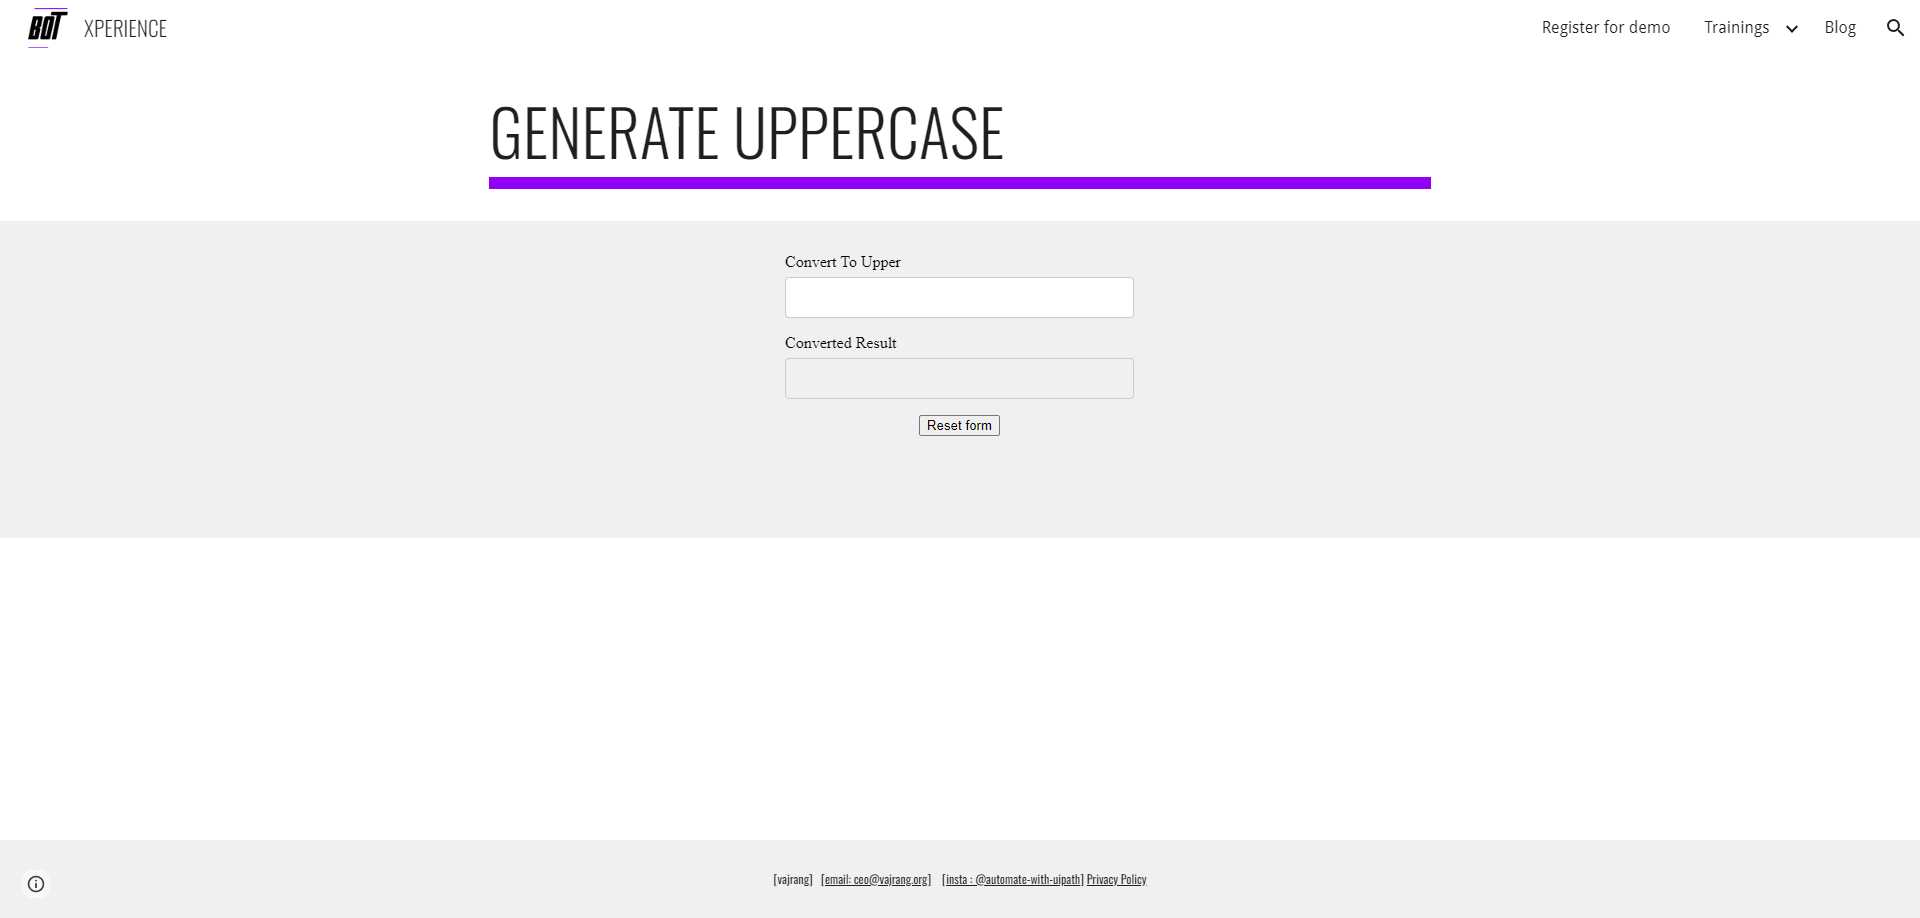 BOT XPERIENCE
Register for demo Trainings Blog
GENERATE UPPERCASE
Convert To Upper
Converted Result
Reset form
[vajrang] [email: ceo@vajrang.org] [insta : @automate-with-uipath] Privacy Policy